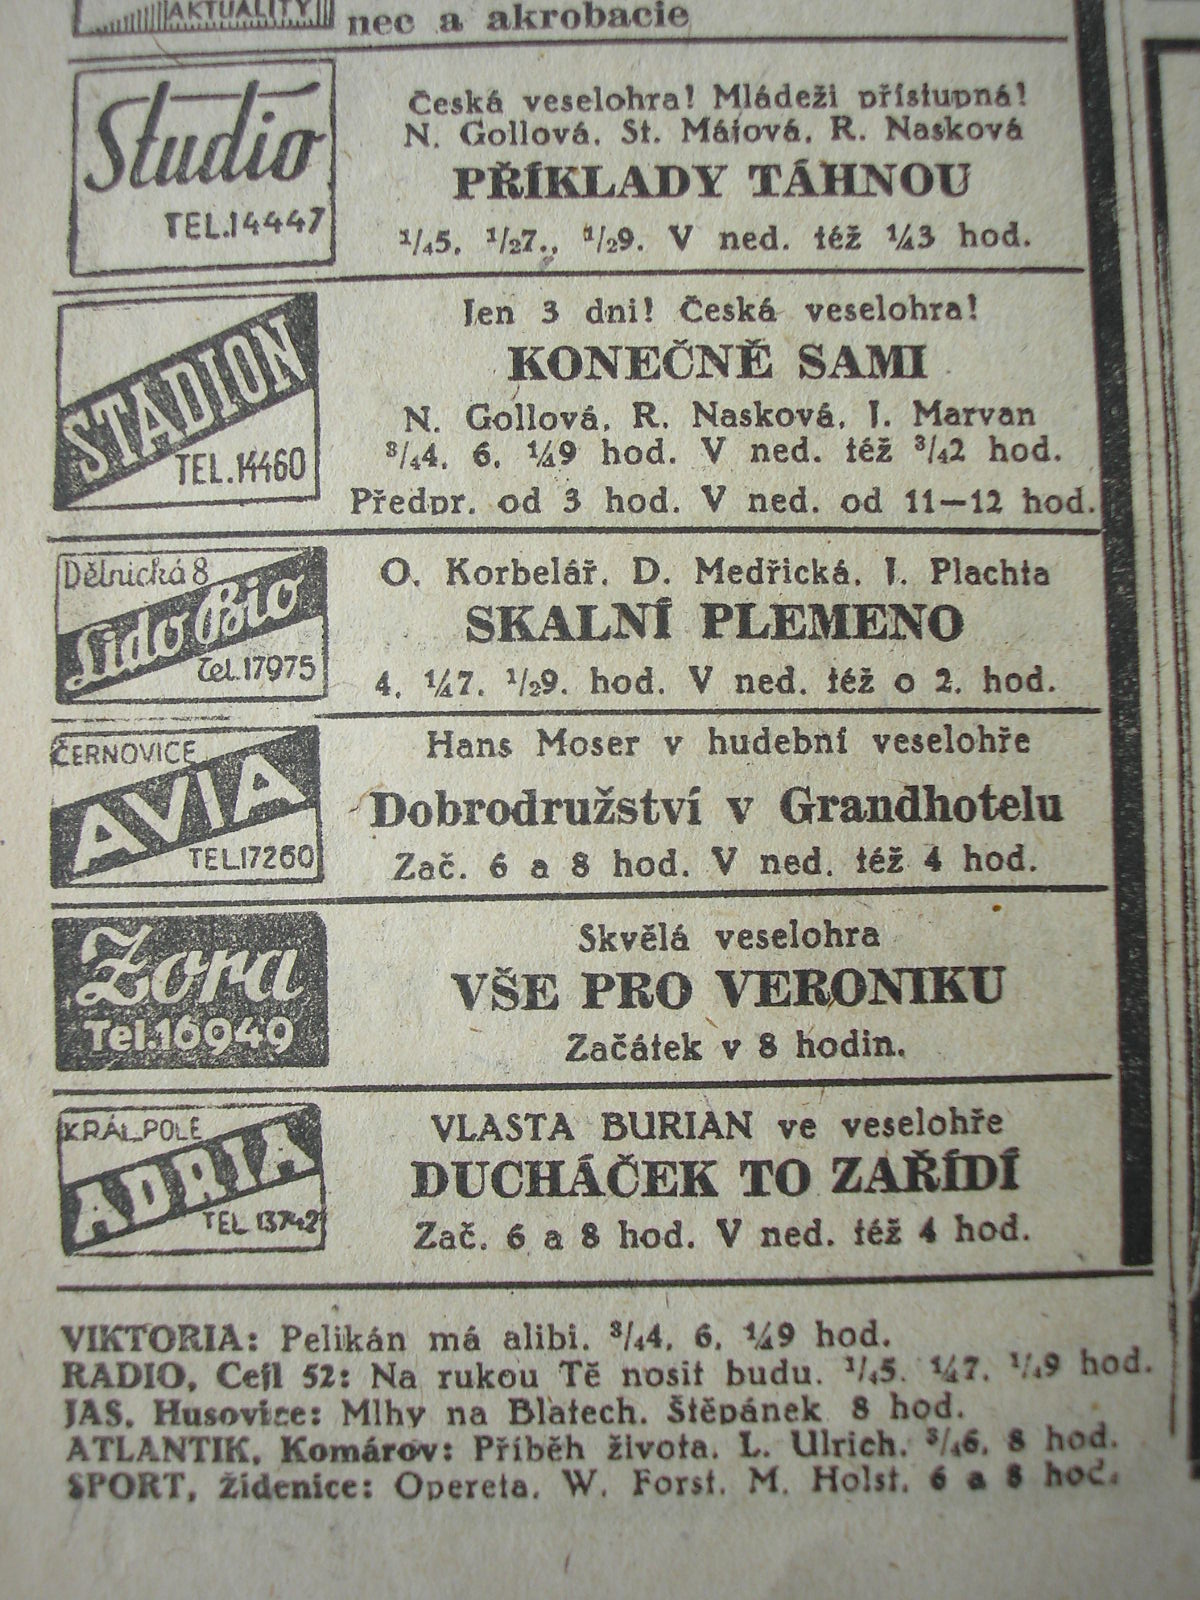 AKTUALITY
nec a akrobacie
Studio
TEL.14447
Česká veselohra! Mládeži přístupná!
N. Gollová, St. Májová, R. Nasková
PŘÍKLADY TÁHNOU
¹/₄5, ¹/₂7., ¹/₂9. V ned. též ¼3 hod.
STADION
TEL.14460
Jen 3 dni! Česká veselohra!
KONEČNĚ SAMI
N. Gollová, R. Nasková, J. Marvan
³/₄4, 6, ¼9 hod. V ned. též ³/₄2 hod.
Předpr. od 3 hod. V ned. od 11—12 hod.
Dělnická 8
Lido Bio
Tel.17975
O. Korbelář, D. Medřická, J. Plachta
SKALNÍ PLEMENO
4, ¼7, ¹/₂9. hod. V ned. též o 2. hod.
ČERNOVICE
AVIA
TEL.17260
Hans Moser v hudební veselohře
Dobrodružství v Grandhotelu
Zač. 6 a 8 hod. V ned. též 4 hod.
Zora
Tel.16949
Skvělá veselohra
VŠE PRO VERONIKU
Začátek v 8 hodin.
KRÁL.POLE
ADRIA
TEL 13742
VLASTA BURIAN ve veselohře
DUCHÁČEK TO ZAŘÍDÍ
Zač. 6 a 8 hod. V ned. též 4 hod.
VIKTORIA: Pelikán má alibi. ³/₄4, 6, ¼9 hod.
RADIO, Cejl 52: Na rukou Tě nosit budu. ¹/₄5, ¼7, ¹/₄9 hod.
JAS, Husovice: Mlhy na Blatech. Štěpánek 8 hod.
ATLANTIK, Komárov: Příběh života. L. Ulrich. ³/₄6, 8 hod.
SPORT, Židenice: Opereta. W. Forst, M. Holst, 6 a 8 hod.